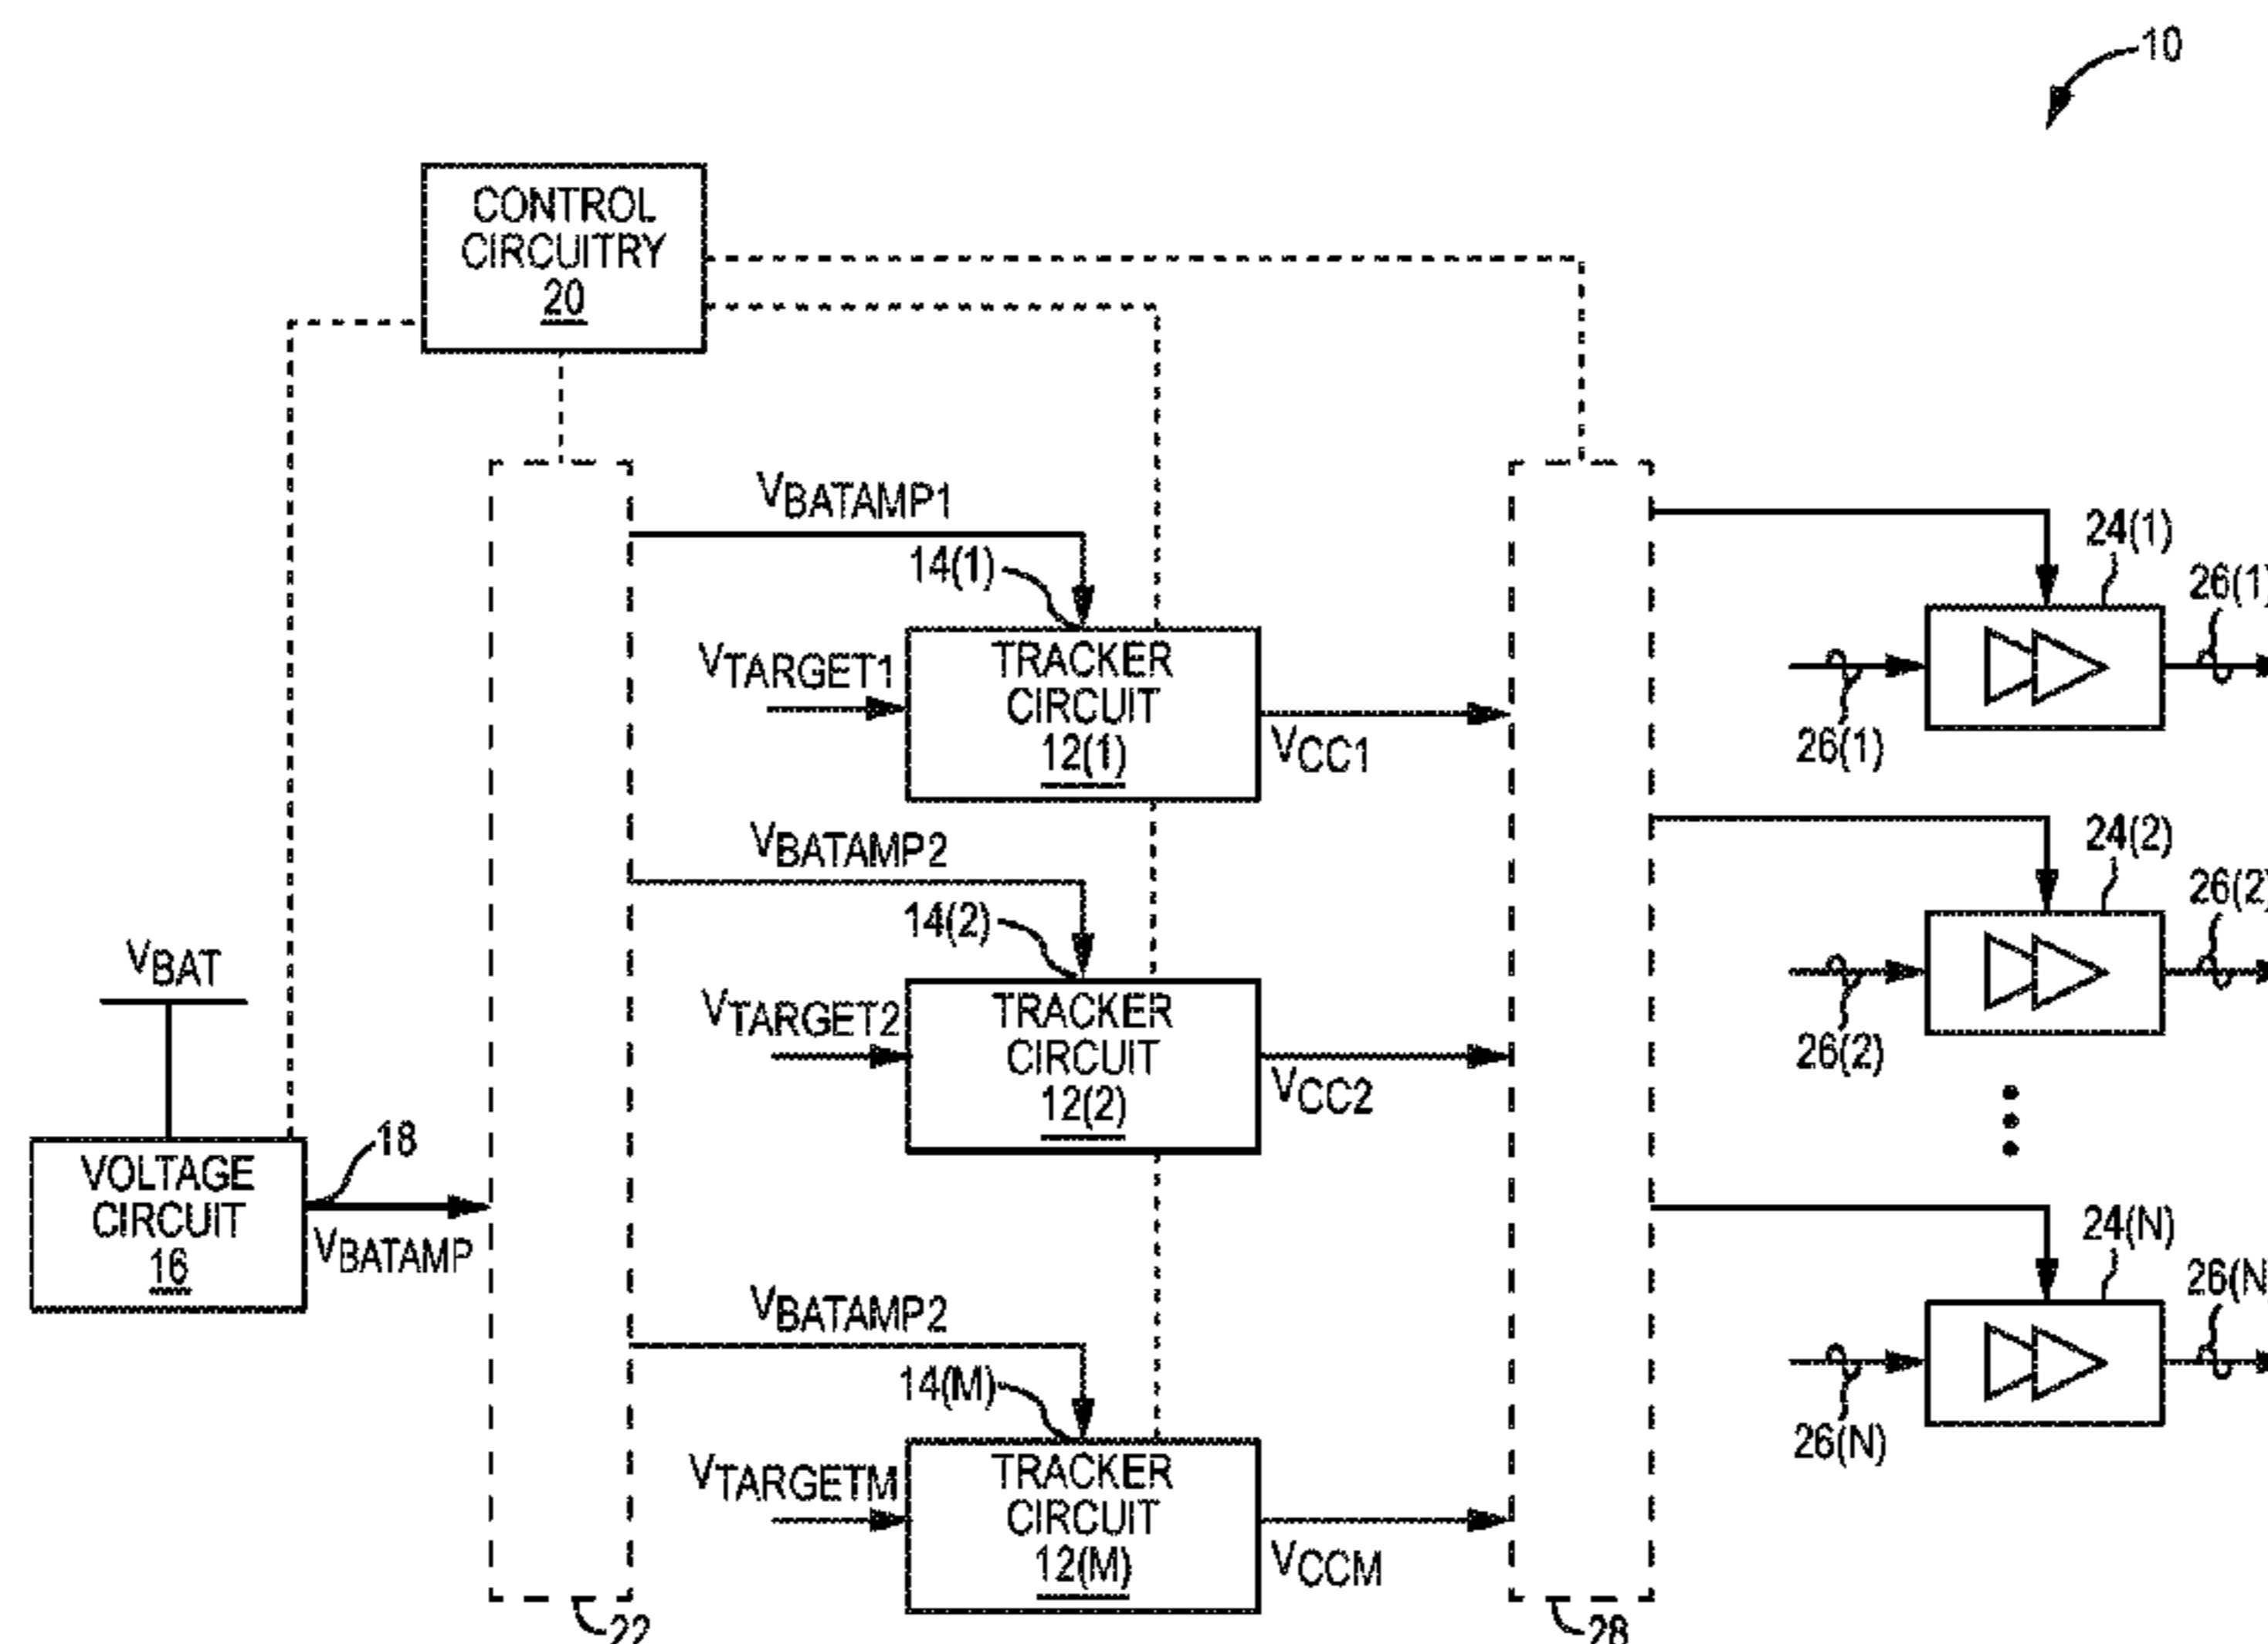 10
CONTROL
CIRCUITRY
20
VBATAMP1
14(1)
24(1)
26(1)
VTARGET1
TRACKER
CIRCUIT
12(1)
VCC1
26(1)
VBATAMP2
14(2)
24(2)
26(2)
VBAT
VTARGET2
TRACKER
CIRCUIT
12(2)
VCC2
26(2)
18
VOLTAGE
CIRCUIT
16
VBATAMP
VBATAMP2
14(M)
24(N)
26(N
VTARGETM
TRACKER
CIRCUIT
12(M)
VCCM
26(N)
22
28